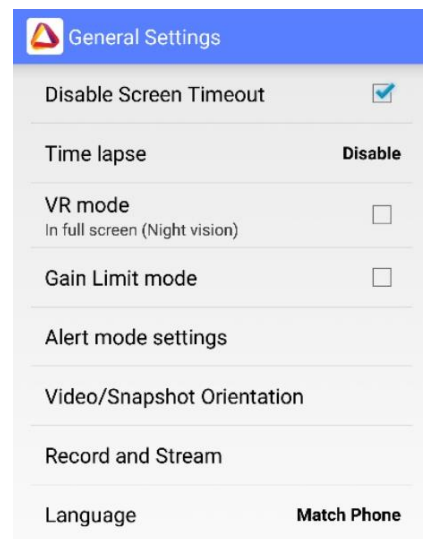 General Settings
Disable Screen Timeout
Time lapse Disable
VR mode
In full screen (Night vision)
Gain Limit mode
Alert mode settings
Video/Snapshot Orientation
Record and Stream
Language Match Phone